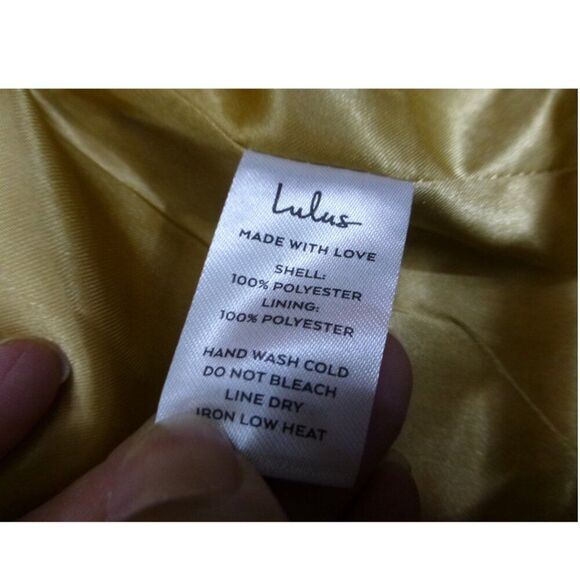 Lulus
MADE WITH LOVE
SHELL:
100% POLYESTER
LINING:
100% POLYESTER
HAND WASH COLD
DO NOT BLEACH
LINE DRY
IRON LOW HEAT